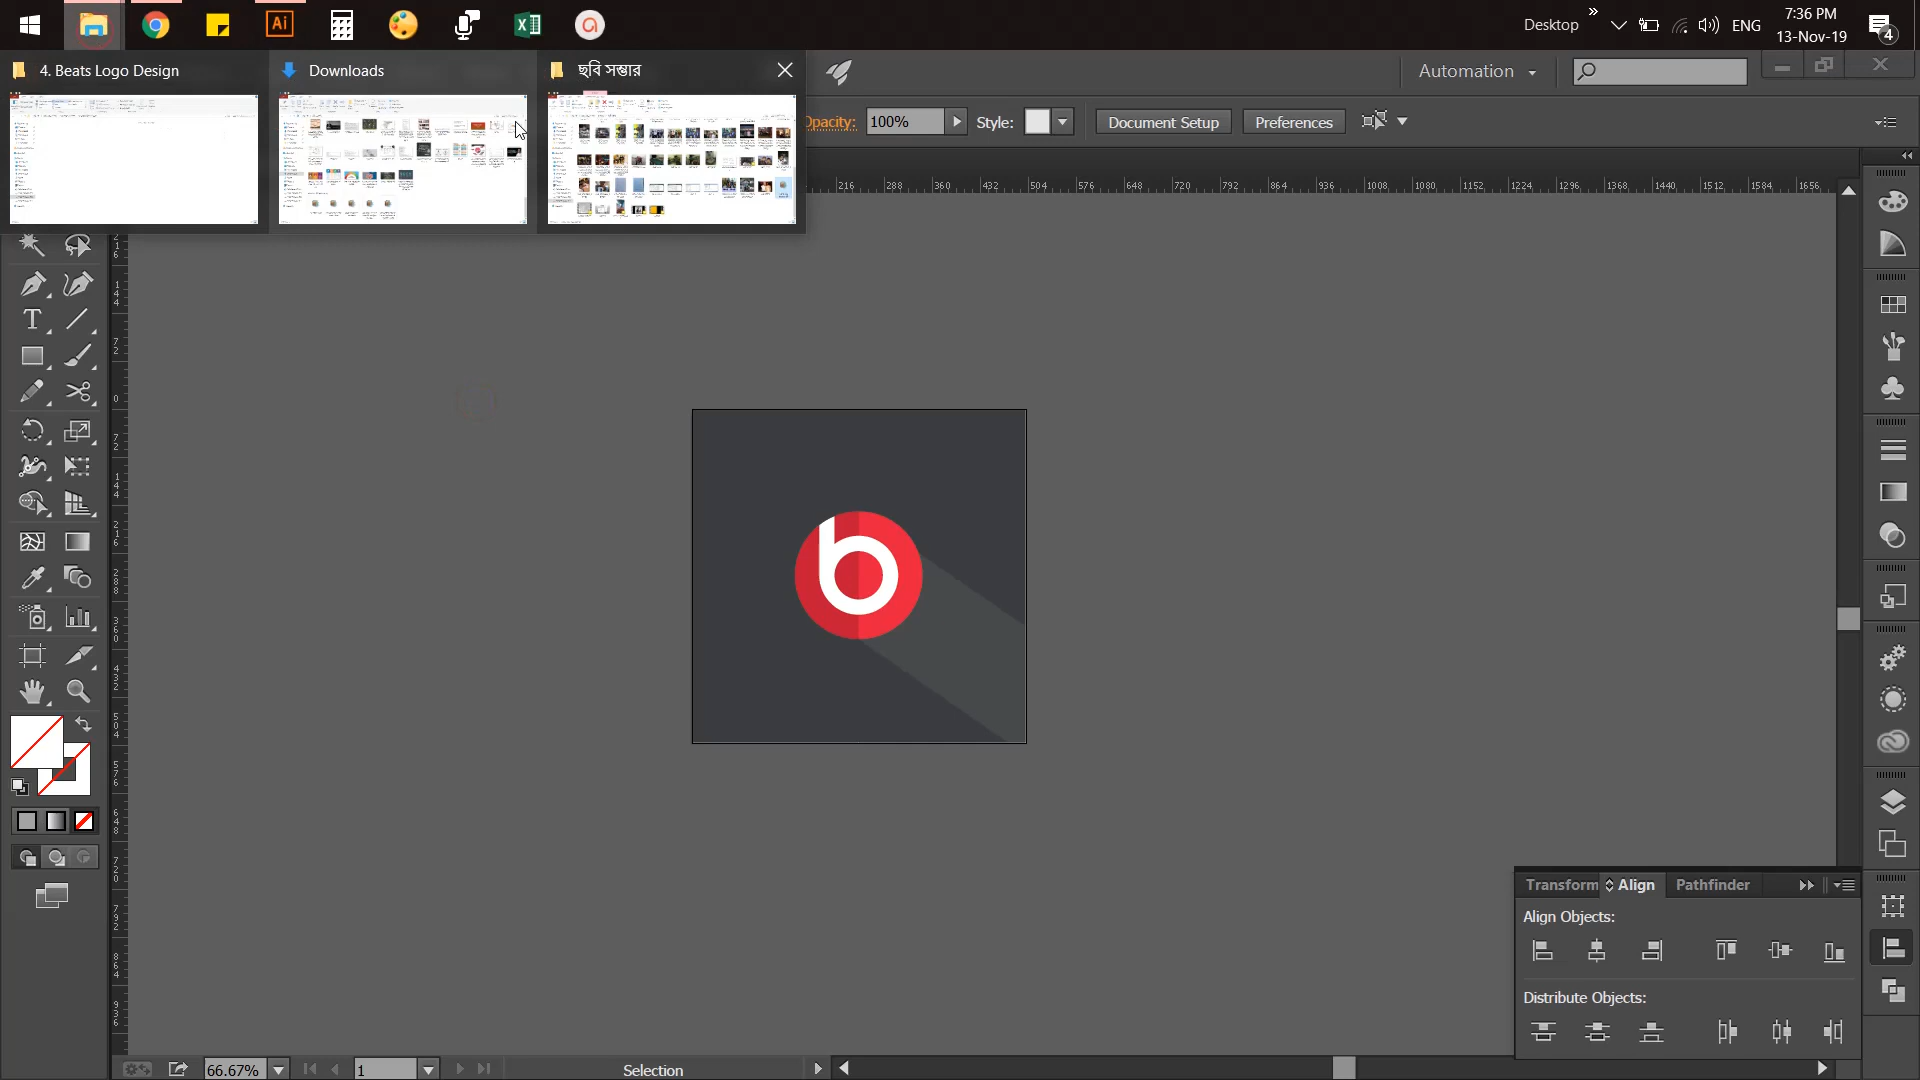 Desktop
ENG
7:36 PM
13-Nov-19
4
4. Beats Logo Design
Downloads
ছবি সম্ভার
Automation
Opacity:
100%
Style:
Document Setup
Preferences
216 288 360 432 504 576 648 720 792 864 936 1008 1080 1152 1224 1296 1368 1440 1512 1584 1656
b
Transform
Align
Pathfinder
Align Objects:
Distribute Objects:
66.67%
1
Selection